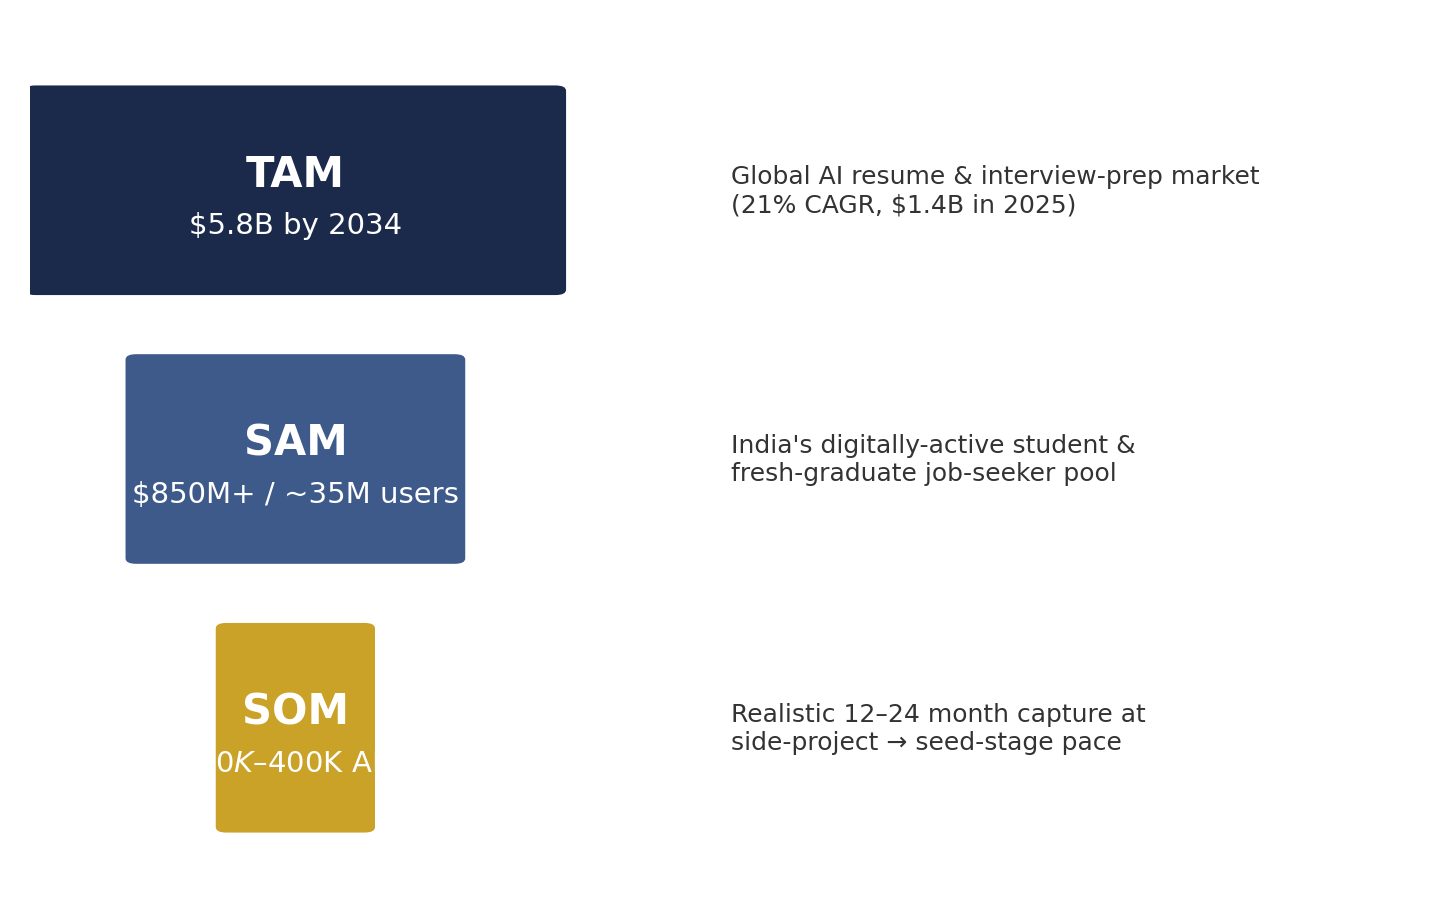 TAM
$5.8B by 2034
Global AI resume & interview-prep market
(21% CAGR, $1.4B in 2025)
SAM
$850M+ / ~35M users
India's digitally-active student &
fresh-graduate job-seeker pool
SOM
0K–400K A
Realistic 12–24 month capture at
side-project → seed-stage pace